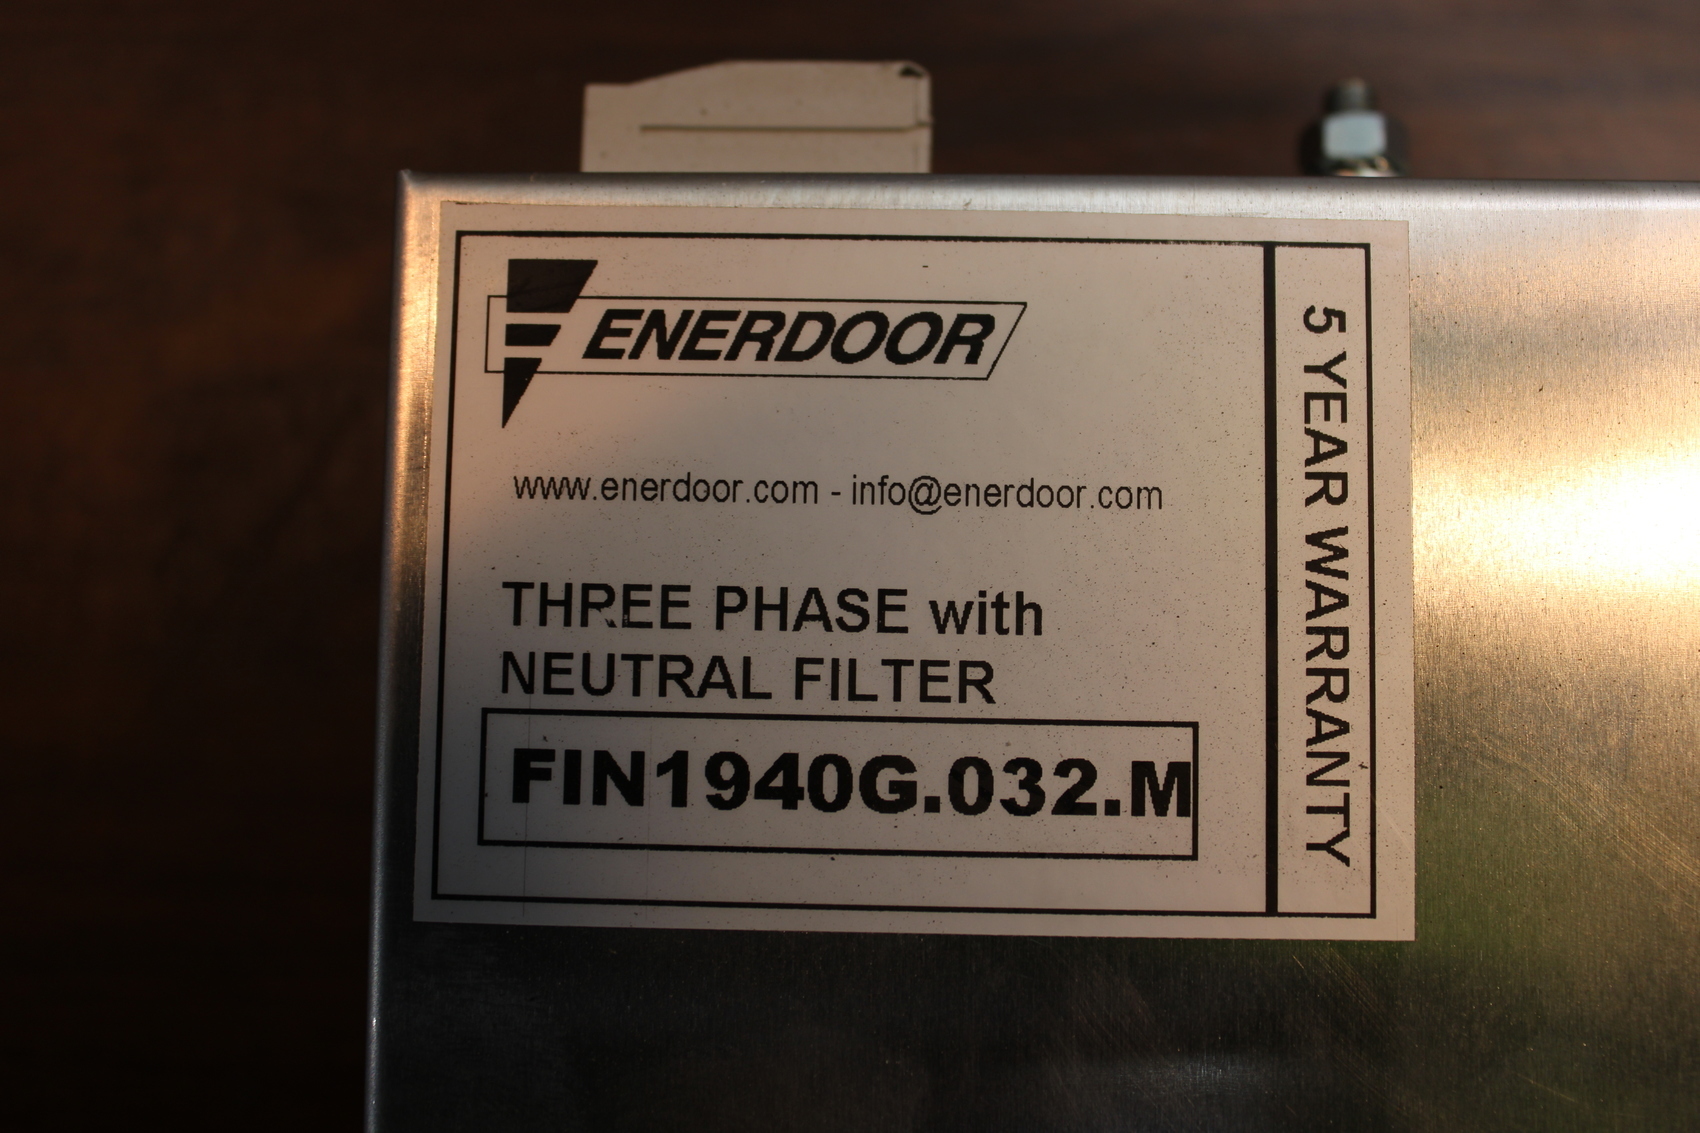 ENERDOOR
www.enerdoor.com - info@enerdoor.com
THREE PHASE with
NEUTRAL FILTER
FIN1940G.032.M
5 YEAR WARRANTY